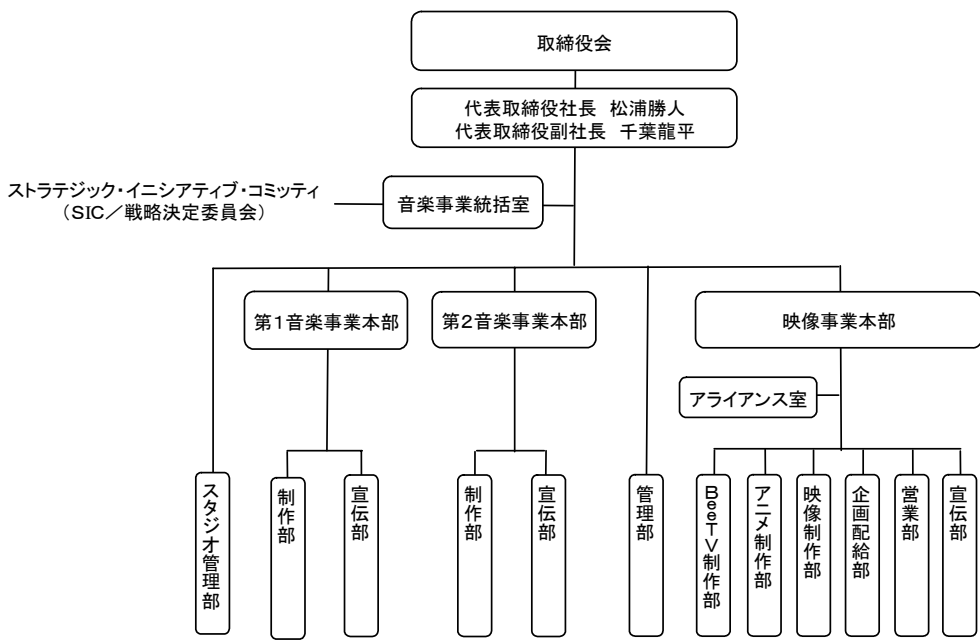 取締役会
代表取締役社長 松浦勝人
代表取締役副社長 千葉龍平
ストラテジック・イニシアティブ・コミッティ
（SIC／戦略決定委員会）
音楽事業統括室
第１音楽事業本部
第２音楽事業本部
映像事業本部
アライアンス室
スタジオ管理部
制作部
宣伝部
制作部
宣伝部
管理部
ＢｅｅＴＶ制作部
アニメ制作部
映像制作部
企画配給部
営業部
宣伝部